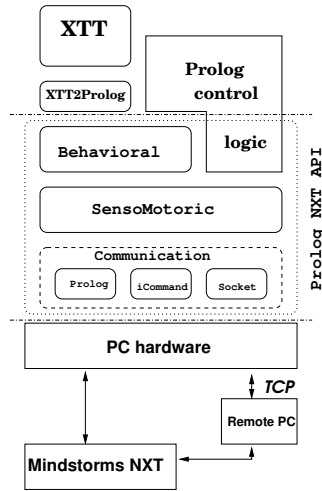 XTT
Prolog
control
XTT2Prolog
logic
Behavioral
SensoMotoric
Communication
Prolog
iCommand
Socket
Prolog NXT API
PC hardware
TCP
Remote PC
Mindstorms NXT